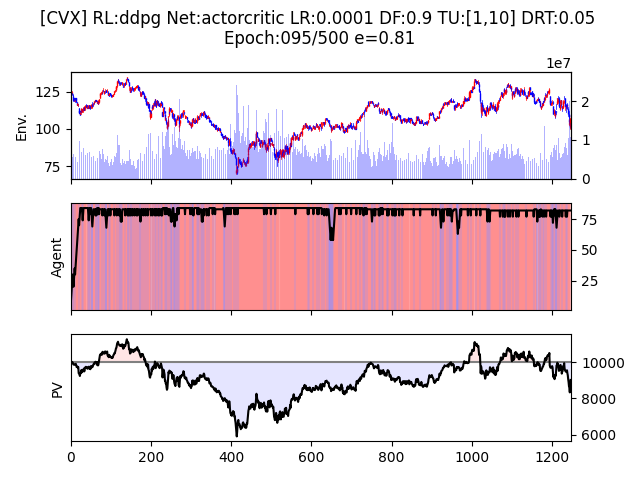 [CVX] RL:ddpg Net:actorcritic LR:0.0001 DF:0.9 TU:[1,10] DRT:0.05
Epoch:095/500 e=0.81
1e7
125
100
75
Env.
2
1
0
Agent
75
50
25
PV
10000
8000
6000
0 200 400 600 800 1000 1200